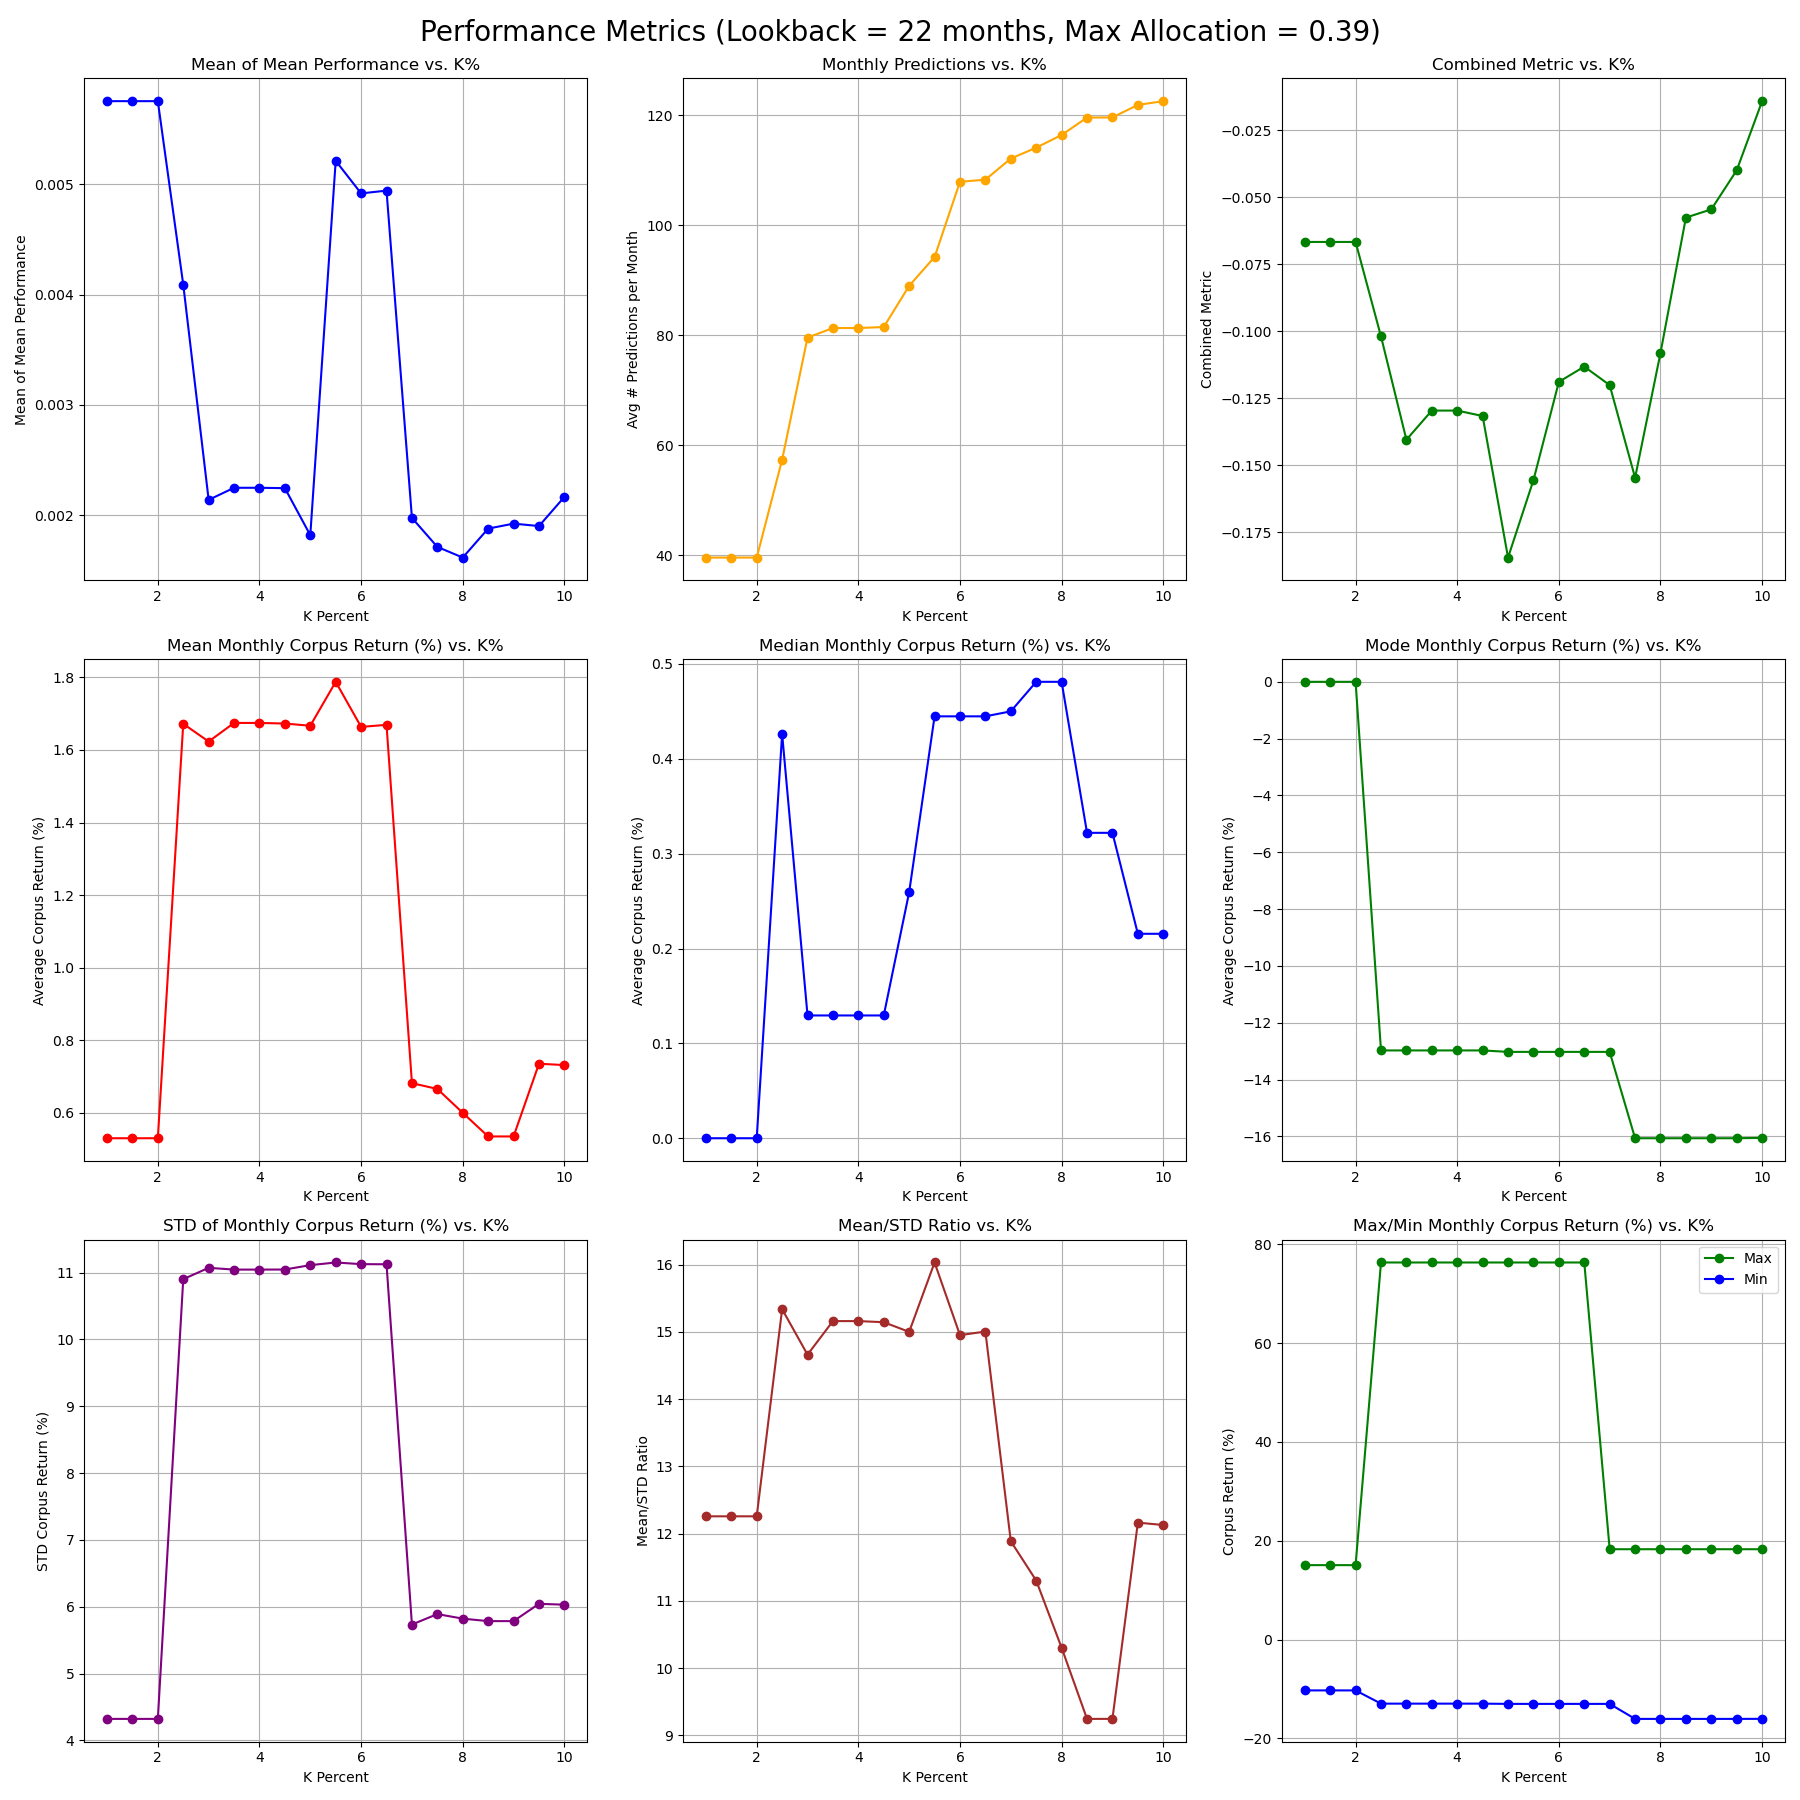 Performance Metrics (Lookback = 22 months, Max Allocation = 0.39)
Mean of Mean Performance vs. K%
Mean of Mean Performance
0.005
0.004
0.003
0.002
2 4 6 8 10
K Percent
Monthly Predictions vs. K%
Avg # Predictions per Month
120
100
80
60
40
2 4 6 8 10
K Percent
Combined Metric vs. K%
Combined Metric
−0.025
−0.050
−0.075
−0.100
−0.125
−0.150
−0.175
2 4 6 8 10
K Percent
Mean Monthly Corpus Return (%) vs. K%
Average Corpus Return (%)
1.8
1.6
1.4
1.2
1.0
0.8
0.6
2 4 6 8 10
K Percent
Median Monthly Corpus Return (%) vs. K%
Average Corpus Return (%)
0.5
0.4
0.3
0.2
0.1
0.0
2 4 6 8 10
K Percent
Mode Monthly Corpus Return (%) vs. K%
Average Corpus Return (%)
0
−2
−4
−6
−8
−10
−12
−14
−16
2 4 6 8 10
K Percent
STD of Monthly Corpus Return (%) vs. K%
STD Corpus Return (%)
11
10
9
8
7
6
5
4
2 4 6 8 10
K Percent
Mean/STD Ratio vs. K%
Mean/STD Ratio
16
15
14
13
12
11
10
9
2 4 6 8 10
K Percent
Max/Min Monthly Corpus Return (%) vs. K%
Corpus Return (%)
80
60
40
20
0
−20
Max
Min
2 4 6 8 10
K Percent